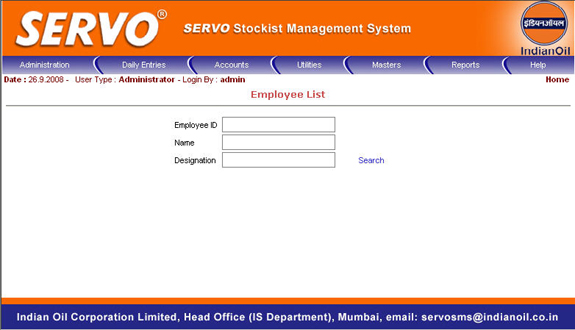 SERVO® SERVO Stockist Management System
इंडियनऑयल
IndianOil
Administration Daily Entries Accounts Utilities Masters Reports Help
Date : 26.9.2008 - User Type : Administrator - Login By : admin Home
Employee List
Employee ID
Name
Designation Search
Indian Oil Corporation Limited, Head Office (IS Department), Mumbai, email: servosms@indianoil.co.in